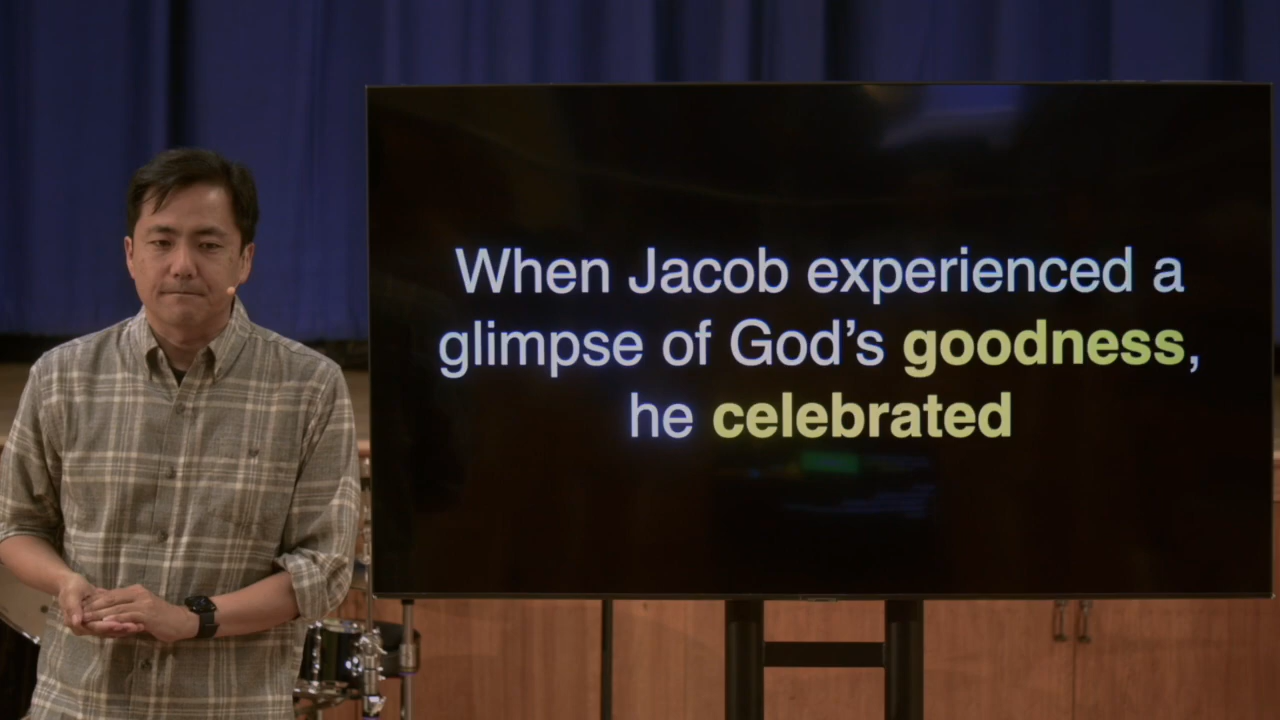 When Jacob experienced a
glimpse of God’s goodness,
he celebrated